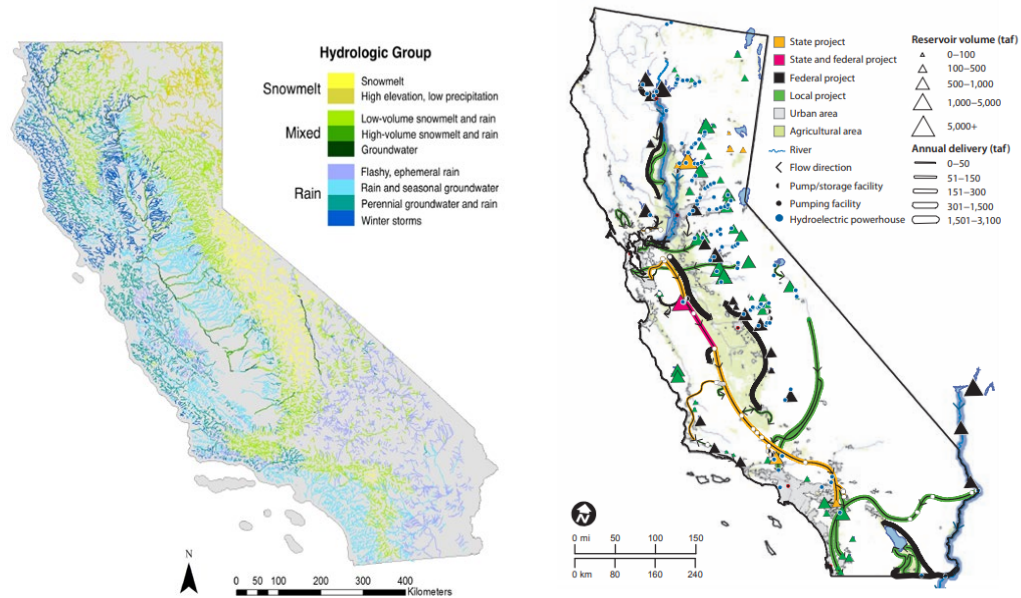 Hydrologic Group
Snowmelt
Snowmelt
High elevation, low precipitation
Mixed
Low-volume snowmelt and rain
High-volume snowmelt and rain
Groundwater
Rain
Flashy, ephemeral rain
Rain and seasonal groundwater
Perennial groundwater and rain
Winter storms
N
0 50 100 200 300 400
Kilometers
State project
State and federal project
Federal project
Local project
Urban area
Agricultural area
River
Flow direction
Pump/storage facility
Pumping facility
Hydroelectric powerhouse
Reservoir volume (taf)
0–100
100–500
500–1,000
1,000–5,000
5,000+
Annual delivery (taf)
0–50
51–150
151–300
301–1,500
1,501–3,100
N
0 mi 50 100 150
0 km 80 160 240